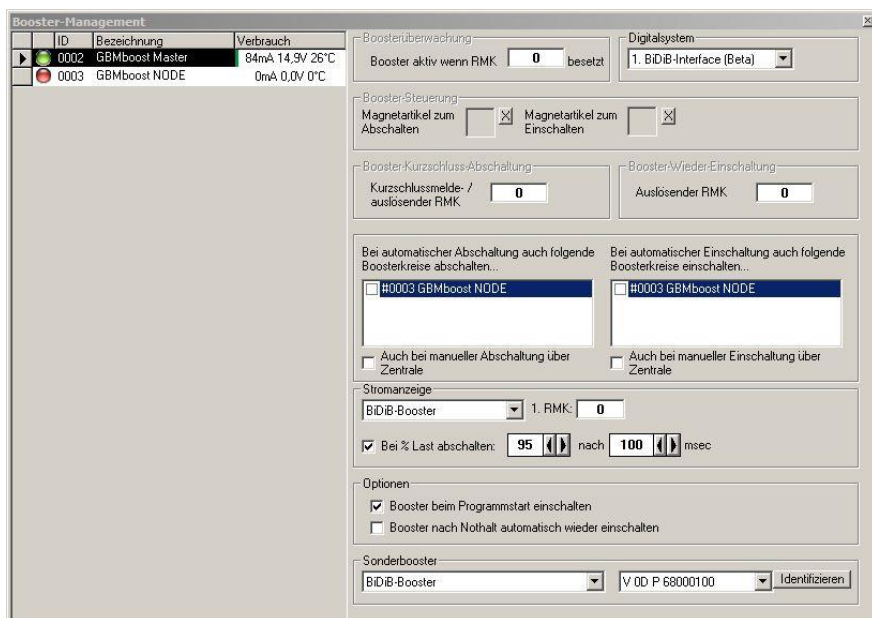 Booster-Management
ID Bezeichnung Verbrauch
0002 GBMboost Master 84mA 14,9V 26°C
0003 GBMboost NODE 0mA 0,0V 0°C
Boosterüberwachung
Booster aktiv wenn RMK 0 besetzt
Digitalsystem
1. BiDiB-Interface (Beta)
Booster-Steuerung
Magnetartikel zum
Abschalten
X
Magnetartikel zum
Einschalten
X
Booster-Kurzschluss-Abschaltung
Kurzschlussmelde- /
auslösender RMK
0
Booster-Wieder-Einschaltung
Auslösender RMK 0
Bei automatischer Abschaltung auch folgende
Boosterkreise abschalten...
#0003 GBMboost NODE
Auch bei manueller Abschaltung über
Zentrale
Bei automatischer Einschaltung auch folgende
Boosterkreise einschalten...
#0003 GBMboost NODE
Auch bei manueller Einschaltung über
Zentrale
Stromanzeige
BiDiB-Booster 1. RMK: 0
Bei % Last abschalten: 95 nach 100 msec
Optionen
Booster beim Programmstart einschalten
Booster nach Nothalt automatisch wieder einschalten
Sonderbooster
BiDiB-Booster V 0D P 68000100 Identifizieren